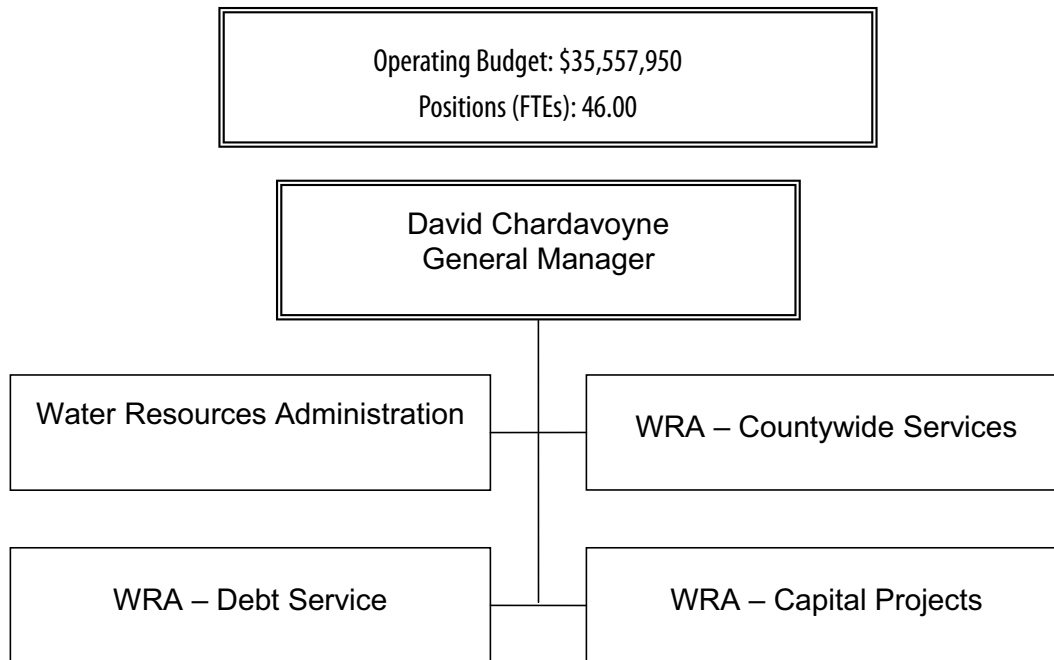 Operating Budget: $35,557,950
Positions (FTEs): 46.00
David Chardavoyne
General Manager
Water Resources Administration
WRA – Countywide Services
WRA – Debt Service
WRA – Capital Projects